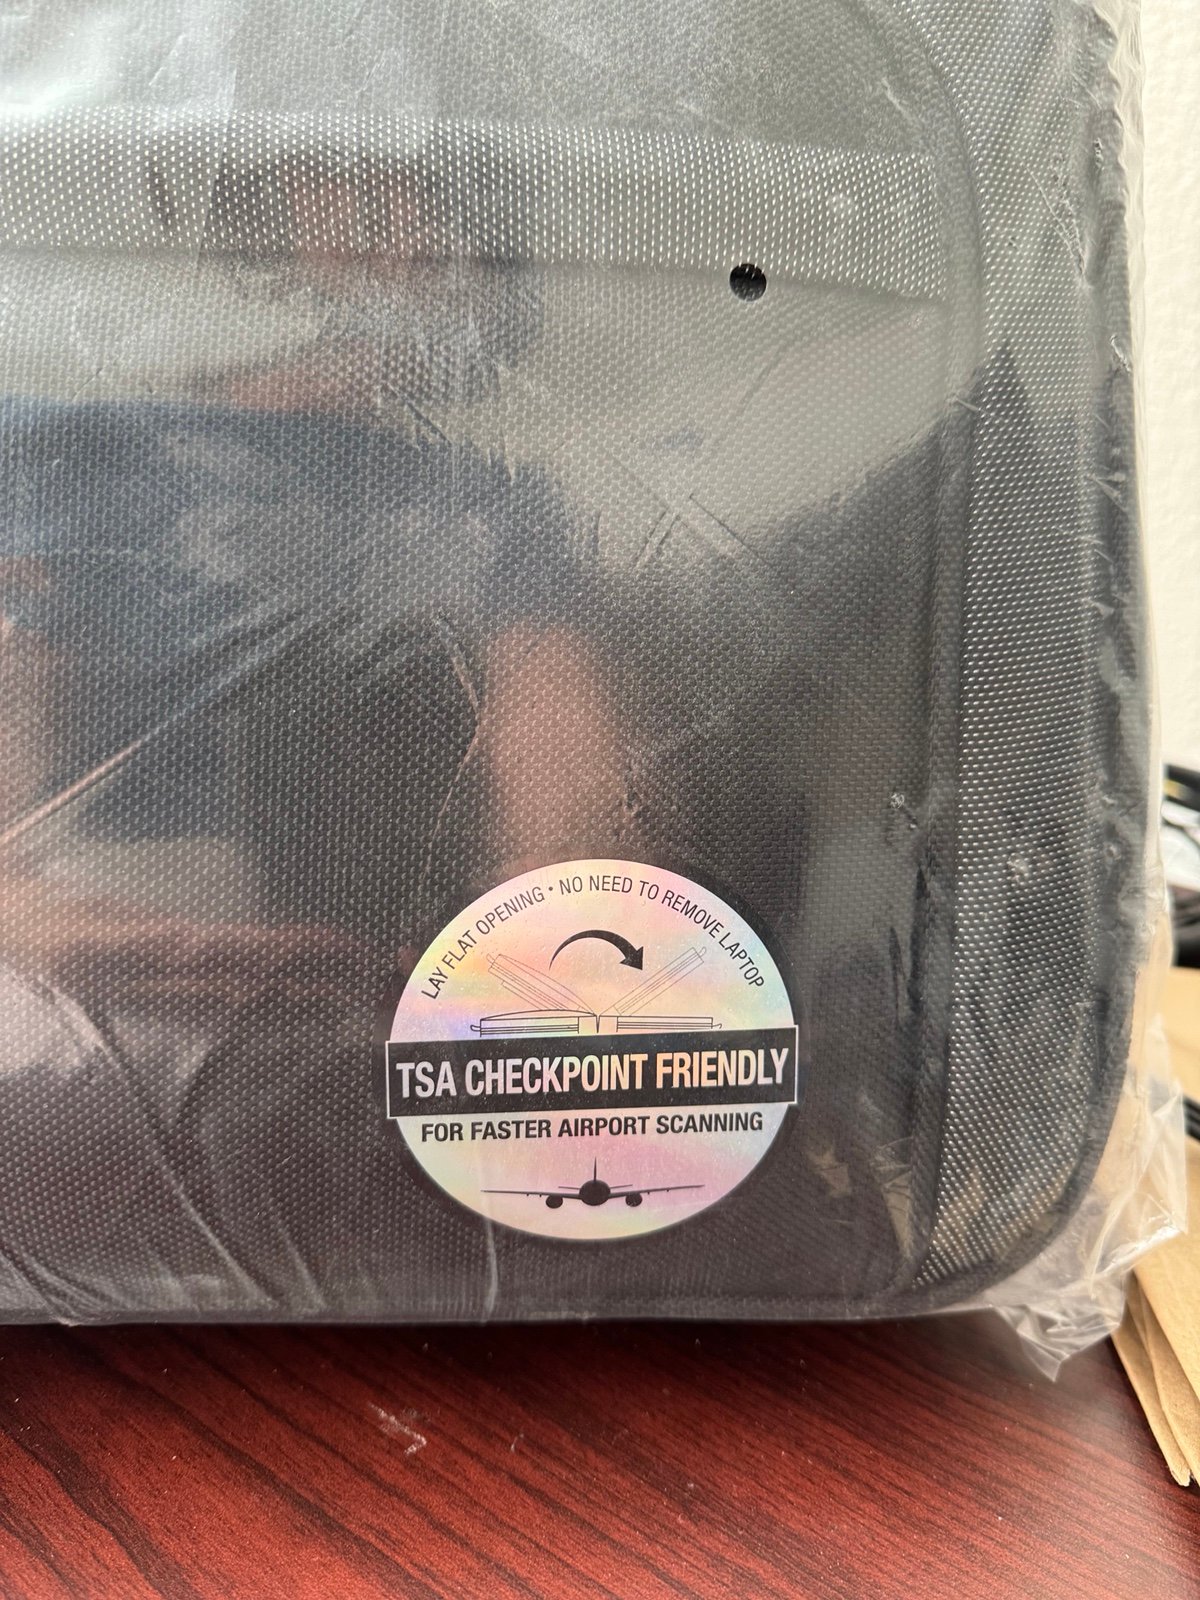 LAY FLAT OPENING • NO NEED TO REMOVE LAPTOP
TSA CHECKPOINT FRIENDLY
FOR FASTER AIRPORT SCANNING